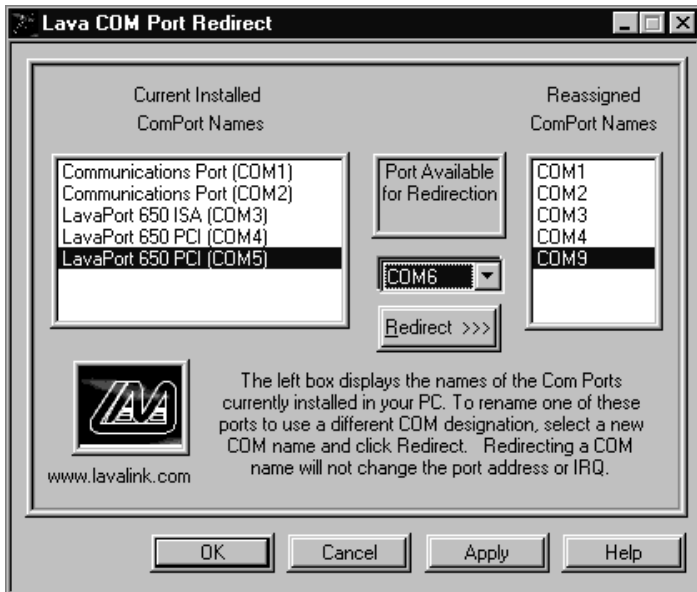 Lava COM Port Redirect
Current Installed
ComPort Names
Communications Port (COM1)
Communications Port (COM2)
LavaPort 650 ISA (COM3)
LavaPort 650 PCI (COM4)
LavaPort 650 PCI (COM5)
Port Available
for Redirection
COM6
Redirect >>>
Reassigned
ComPort Names
COM1
COM2
COM3
COM4
COM9
LAVA
www.lavalink.com
The left box displays the names of the Com Ports
currently installed in your PC. To rename one of these
ports to use a different COM designation, select a new
COM name and click Redirect.   Redirecting a COM
name will not change the port address or IRQ.
OK
Cancel
Apply
Help